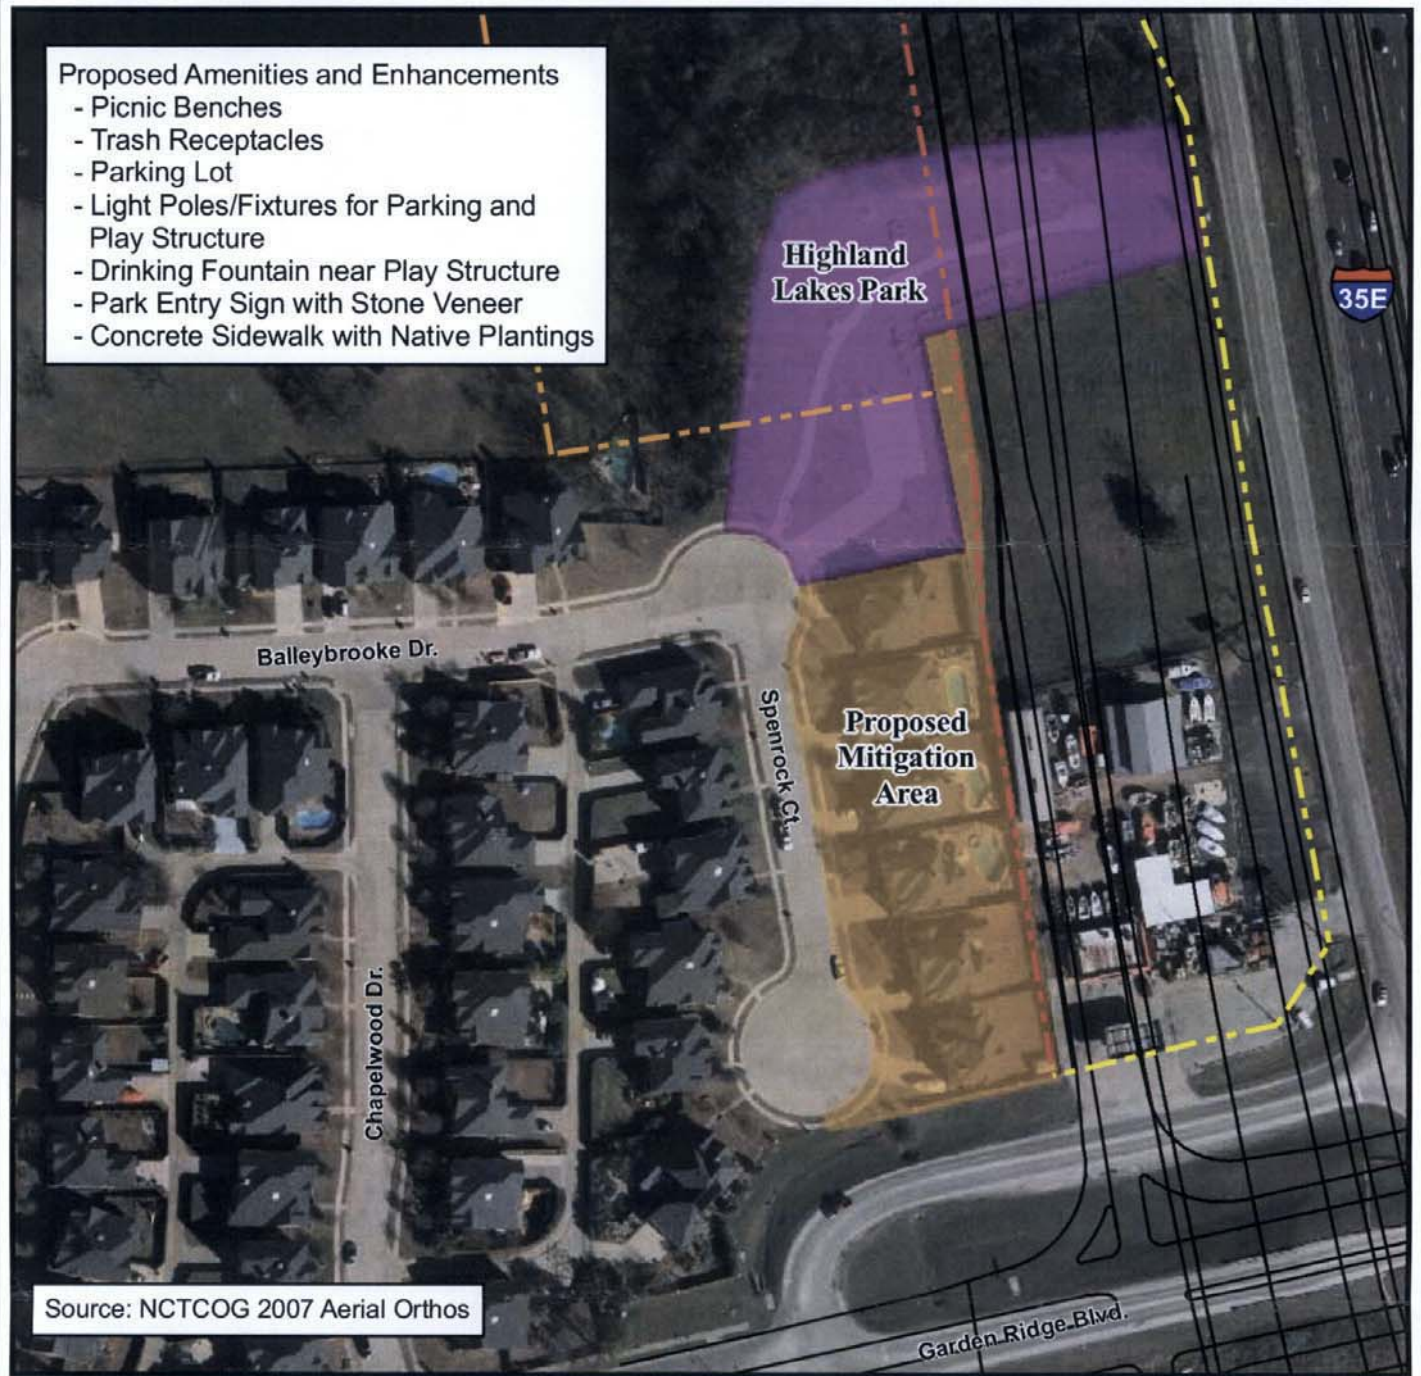 Proposed Amenities and Enhancements
- Picnic Benches
- Trash Receptacles
- Parking Lot
- Light Poles/Fixtures for Parking and
Play Structure
- Drinking Fountain near Play Structure
- Park Entry Sign with Stone Veneer
- Concrete Sidewalk with Native Plantings
Highland
Lakes Park
35E
Balleybrooke Dr.
Spenrock Ct.
Proposed
Mitigation
Area
Chapelwood Dr.
Source: NCTCOG 2007 Aerial Orthos
Garden Ridge Blvd.